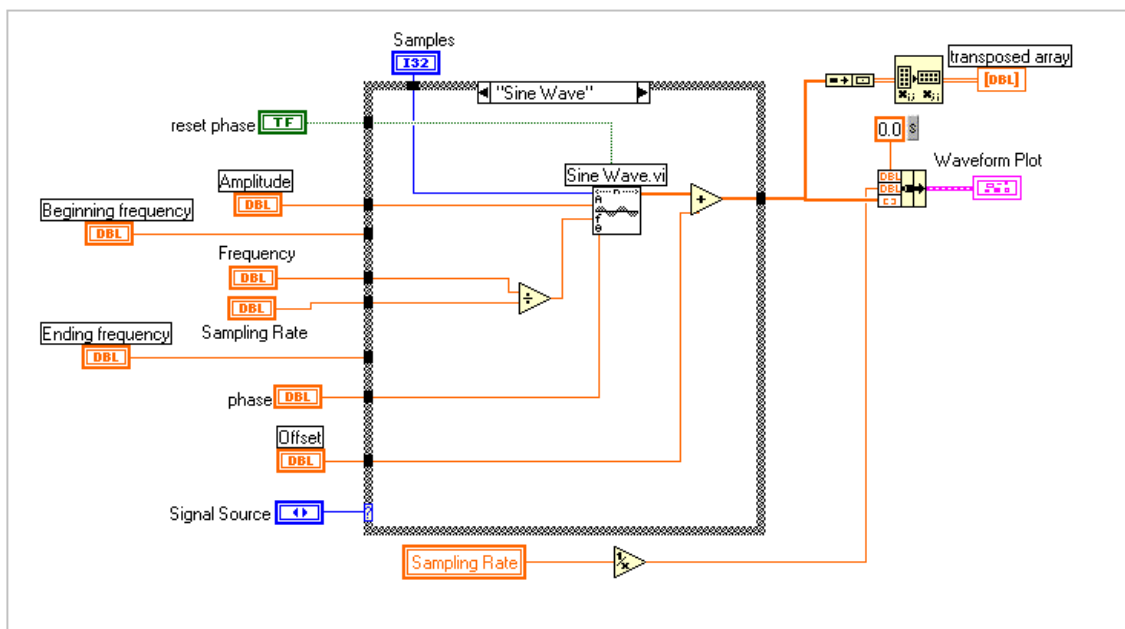 Samples
I32
"Sine Wave"
transposed array
[DBL]
reset phase
TF
0.0 s
Sine Wave.vi
Waveform Plot
Amplitude
DBL
n
A
f
DBL
DBL
Beginning frequency
DBL
+
Frequency
DBL
÷
DBL
Sampling Rate
Ending frequency
DBL
phase
DBL
Offset
DBL
Signal Source
?
Sampling Rate
1/x